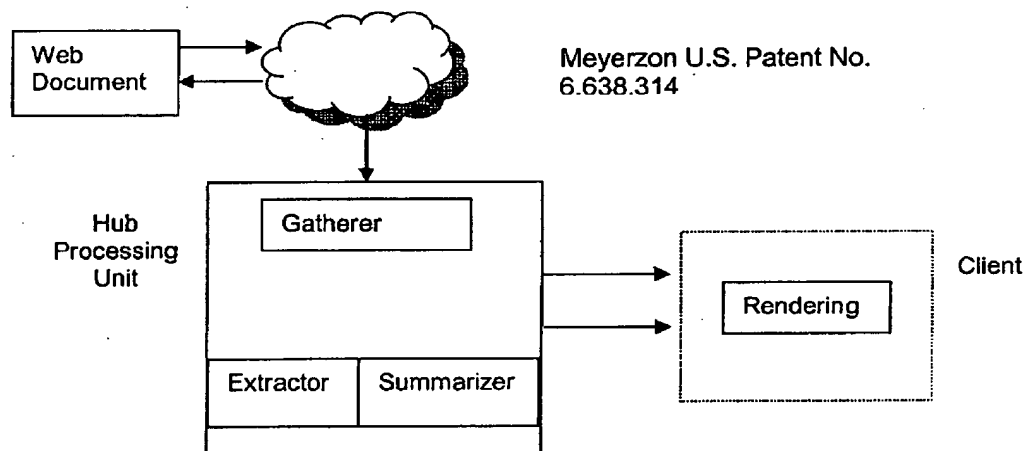 Web
Document
Meyerzon U.S. Patent No.
6.638.314
Hub
Processing
Unit
Gatherer
Client
Rendering
Extractor
Summarizer